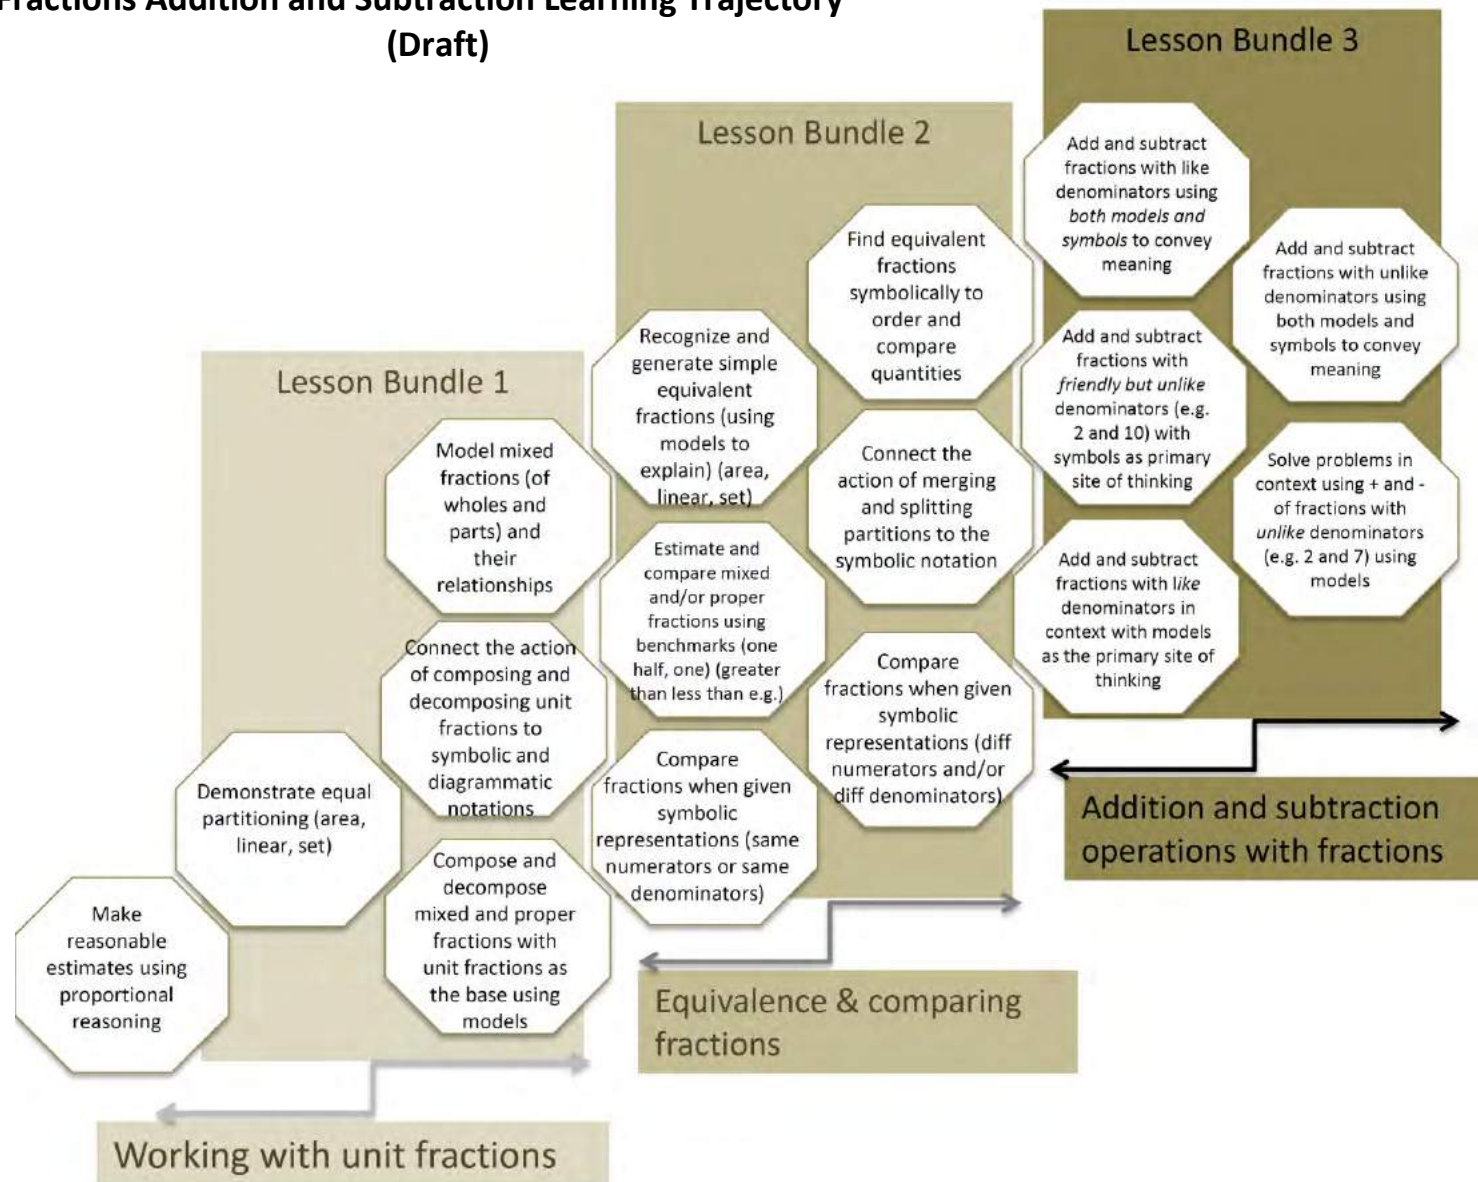 Fractions Addition and Subtraction Learning Trajectory
(Draft)
Lesson Bundle 1
Make
reasonable
estimates using
proportional
reasoning
Demonstrate equal
partitioning (area,
linear, set)
Model mixed
fractions (of
wholes and
parts) and
their
relationships
Connect the action
of composing and
decomposing unit
fractions to
symbolic and
diagrammatic
notations
Compose and
decompose
mixed and proper
fractions with
unit fractions as
the base using
models
Working with unit fractions
Lesson Bundle 2
Recognize and
generate simple
equivalent
fractions (using
models to
explain) (area,
linear, set)
Estimate and
compare mixed
and/or proper
fractions using
benchmarks (one
half, one) (greater
than less than e.g.)
Compare
fractions when given
symbolic
representations (same
numerators or same
denominators)
Find equivalent
fractions
symbolically to
order and
compare
quantities
Connect the
action of merging
and splitting
partitions to the
symbolic notation
Compare
fractions when given
symbolic
representations (diff
numerators and/or
diff denominators)
Equivalence & comparing
fractions
Lesson Bundle 3
Add and subtract
fractions with like
denominators using
both models and
symbols to convey
meaning
Add and subtract
fractions with
friendly but unlike
denominators (e.g.
2 and 10) with
symbols as primary
site of thinking
Add and subtract
fractions with like
denominators in
context with models
as the primary site of
thinking
Add and subtract
fractions with unlike
denominators using
both models and
symbols to convey
meaning
Solve problems in
context using + and -
of fractions with
unlike denominators
(e.g. 2 and 7) using
models
Addition and subtraction
operations with fractions